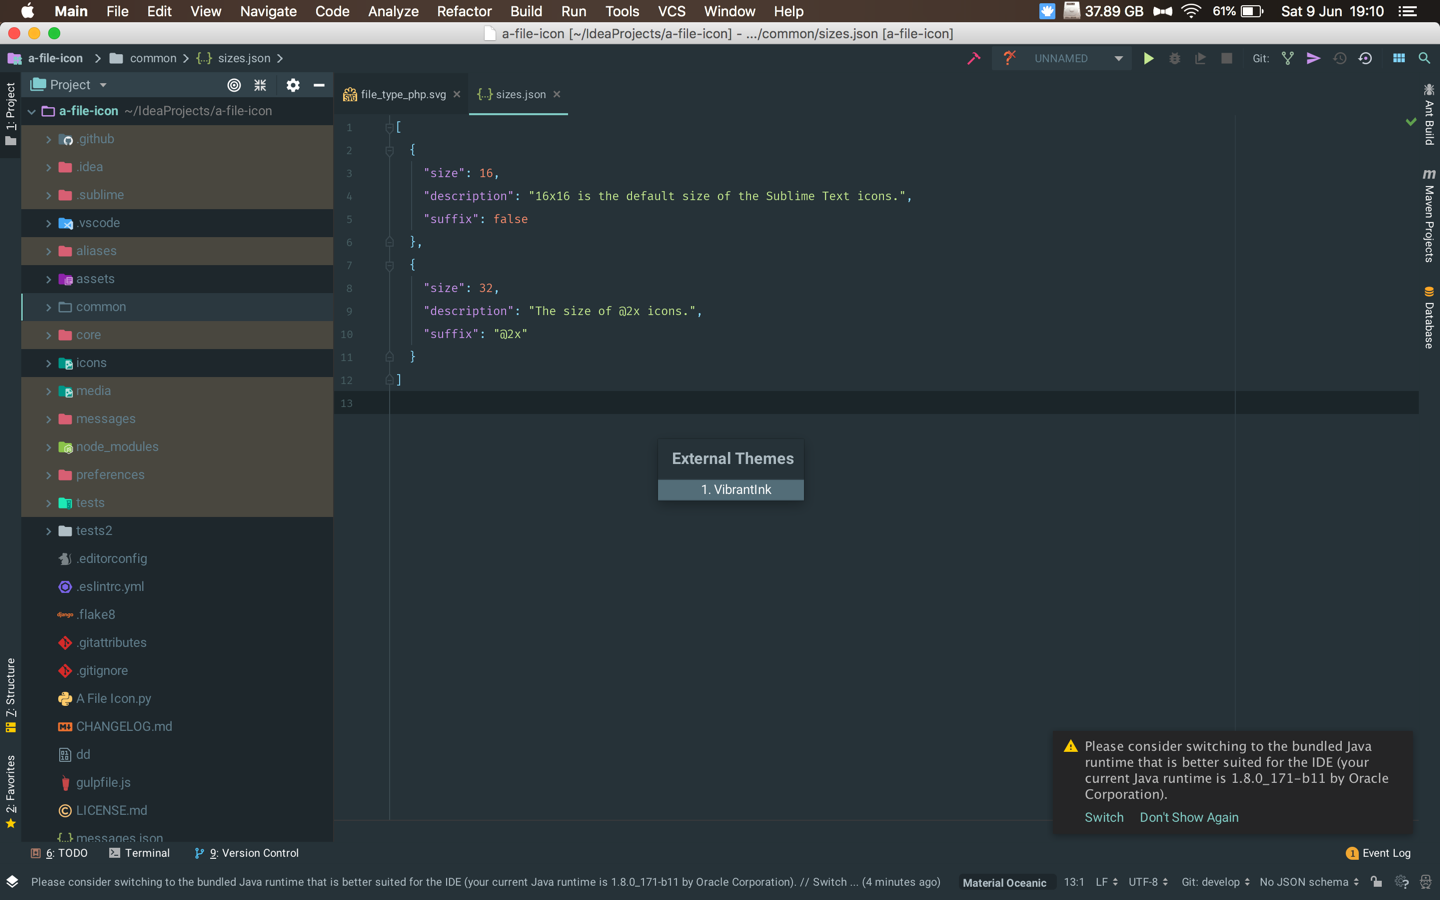 Main File Edit View Navigate Code Analyze Refactor Build Run Tools VCS Window Help 37.89 GB 61% Sat 9 Jun 19:10
a-file-icon [~/IdeaProjects/a-file-icon] - .../common/sizes.json [a-file-icon]
a-file-icon common sizes.json UNNAMED Git:
Project
file_type_php.svg sizes.json
1: Project
a-file-icon ~/IdeaProjects/a-file-icon
.github
.idea
.sublime
.vscode
aliases
assets
common
core
icons
media
messages
node_modules
preferences
tests
tests2
.editorconfig
.eslintrc.yml
.flake8
.gitattributes
.gitignore
A File Icon.py
CHANGELOG.md
dd
gulpfile.js
LICENSE.md
messages.json
7: Structure
2: Favorites
1 [
2 {
3 "size": 16,
4 "description": "16x16 is the default size of the Sublime Text icons.",
5 "suffix": false
6 },
7 {
8 "size": 32,
9 "description": "The size of @2x icons.",
10 "suffix": "@2x"
11 }
12 ]
13
External Themes
1. VibrantInk
Ant Build
Maven Projects
Database
Please consider switching to the bundled Java
runtime that is better suited for the IDE (your
current Java runtime is 1.8.0_171-b11 by Oracle
Corporation).
Switch Don't Show Again
6: TODO Terminal 9: Version Control 1 Event Log
Please consider switching to the bundled Java runtime that is better suited for the IDE (your current Java runtime is 1.8.0_171-b11 by Oracle Corporation). // Switch ... (4 minutes ago) Material Oceanic 13:1 LF UTF-8 Git: develop No JSON schema